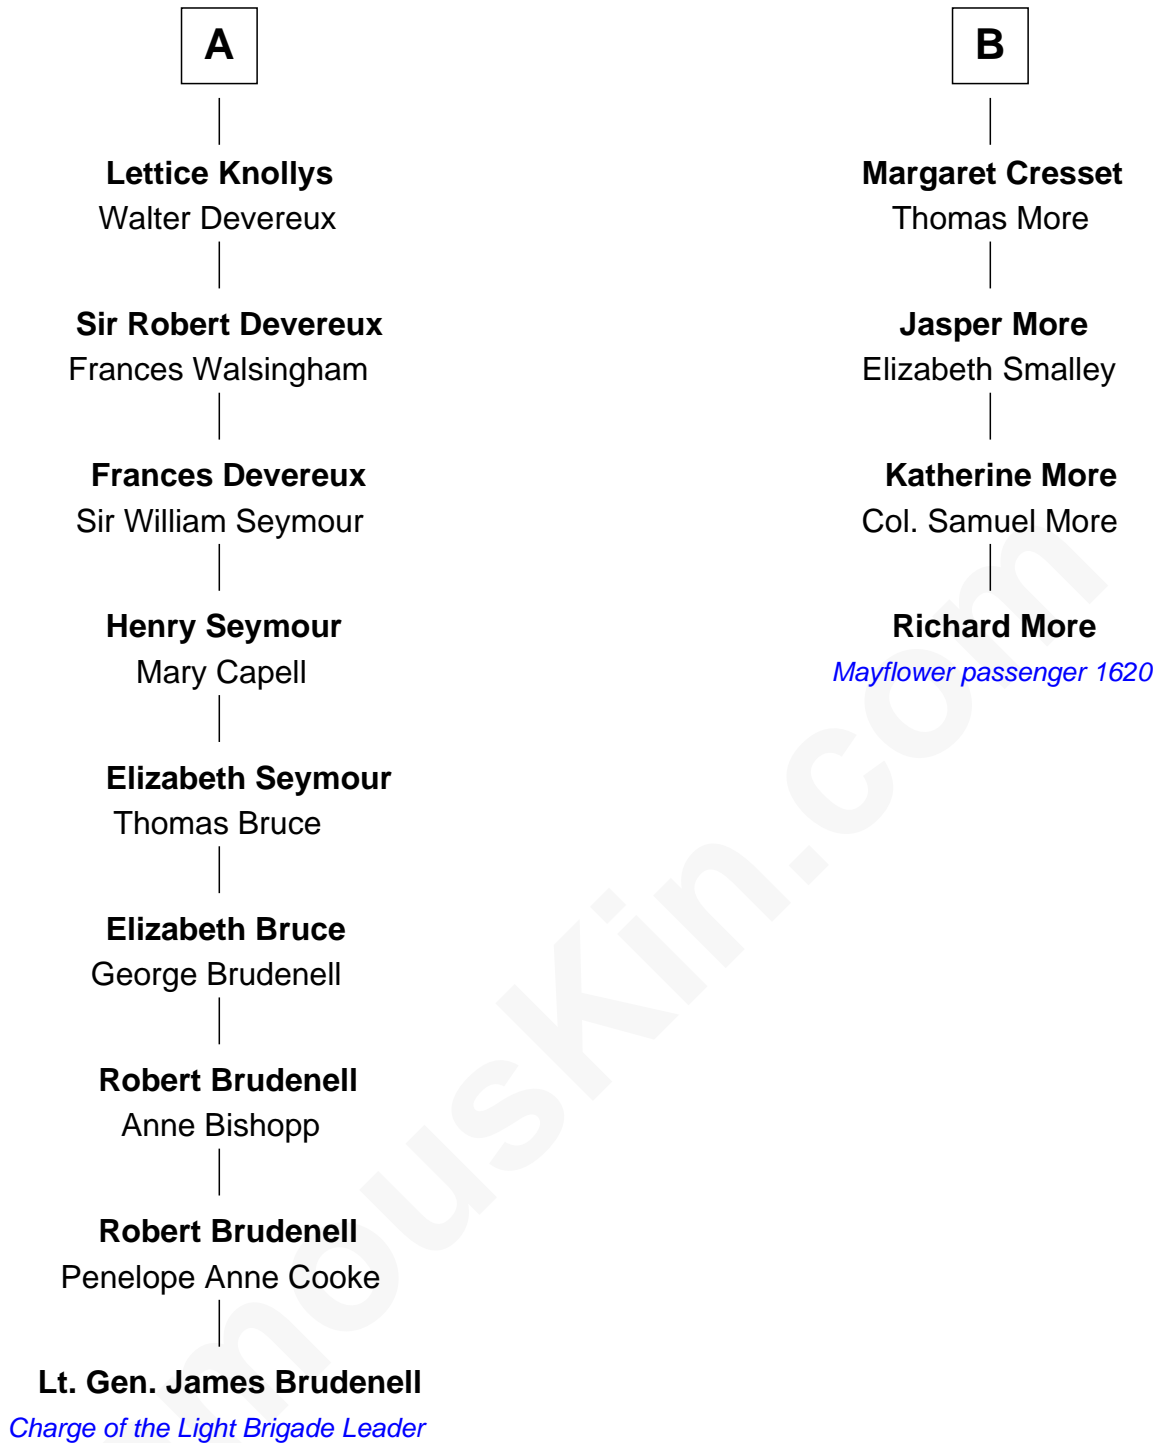 A
Lettice Knollys
Walter Devereux
Sir Robert Devereux
Frances Walsingham
Frances Devereux
Sir William Seymour
Henry Seymour
Mary Capell
Elizabeth Seymour
Thomas Bruce
Elizabeth Bruce
George Brudenell
Robert Brudenell
Anne Bishopp
Robert Brudenell
Penelope Anne Cooke
Lt. Gen. James Brudenell
Charge of the Light Brigade Leader
B
Margaret Cresset
Thomas More
Jasper More
Elizabeth Smalley
Katherine More
Col. Samuel More
Richard More
Mayflower passenger 1620
mousKin.com